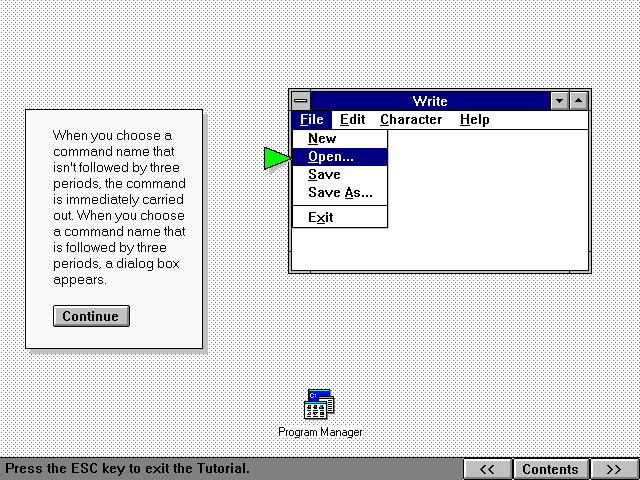 Write
File Edit Character Help
New
Open...
Save
Save As...
Exit
When you choose a
command name that
isn't followed by three
periods, the command
is immediately carried
out. When you choose
a command name that
is followed by three
periods, a dialog box
appears.
Continue
Program Manager
Press the ESC key to exit the Tutorial.
<< Contents >>